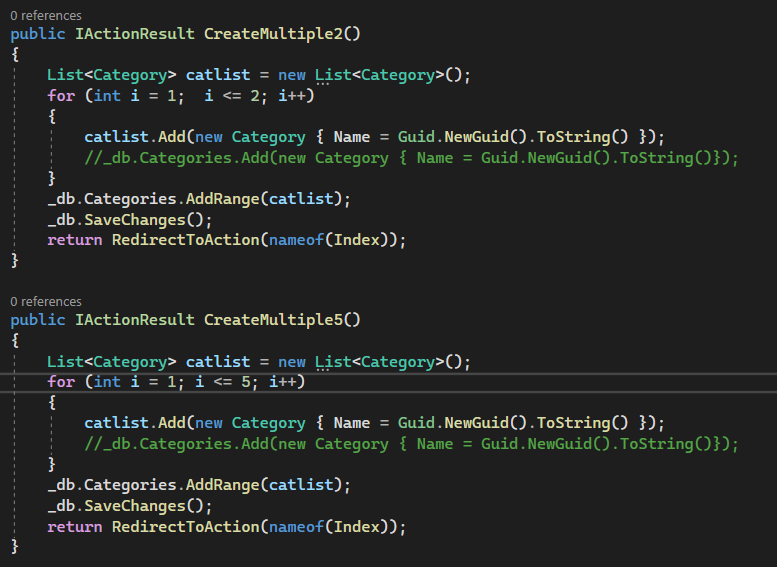 0 references
public IActionResult CreateMultiple2()
{
    List<Category> catlist = new List<Category>();
    for (int i = 1;  i <= 2; i++)
    {
        catlist.Add(new Category { Name = Guid.NewGuid().ToString() });
        //_db.Categories.Add(new Category { Name = Guid.NewGuid().ToString()});
    }
    _db.Categories.AddRange(catlist);
    _db.SaveChanges();
    return RedirectToAction(nameof(Index));
}
0 references
public IActionResult CreateMultiple5()
{
    List<Category> catlist = new List<Category>();
    for (int i = 1; i <= 5; i++)
    {
        catlist.Add(new Category { Name = Guid.NewGuid().ToString() });
        //_db.Categories.Add(new Category { Name = Guid.NewGuid().ToString()});
    }
    _db.Categories.AddRange(catlist);
    _db.SaveChanges();
    return RedirectToAction(nameof(Index));
}